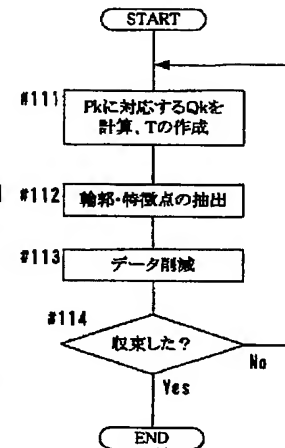 START
#111
Pkに対応するQkを
計算、Tの作成
#112
輪郭・特徴点の抽出
#113
データ削減
#114
収束した?
No
Yes
END